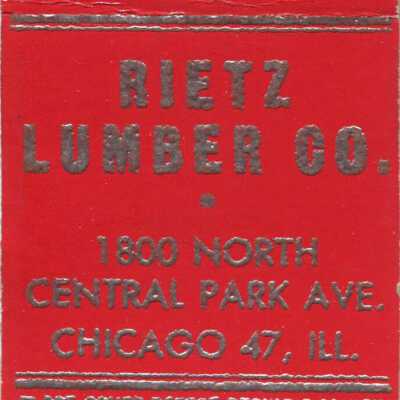 RIETZ
LUMBER CO.
•
1800 NORTH
CENTRAL PARK AVE.
CHICAGO 47, ILL.